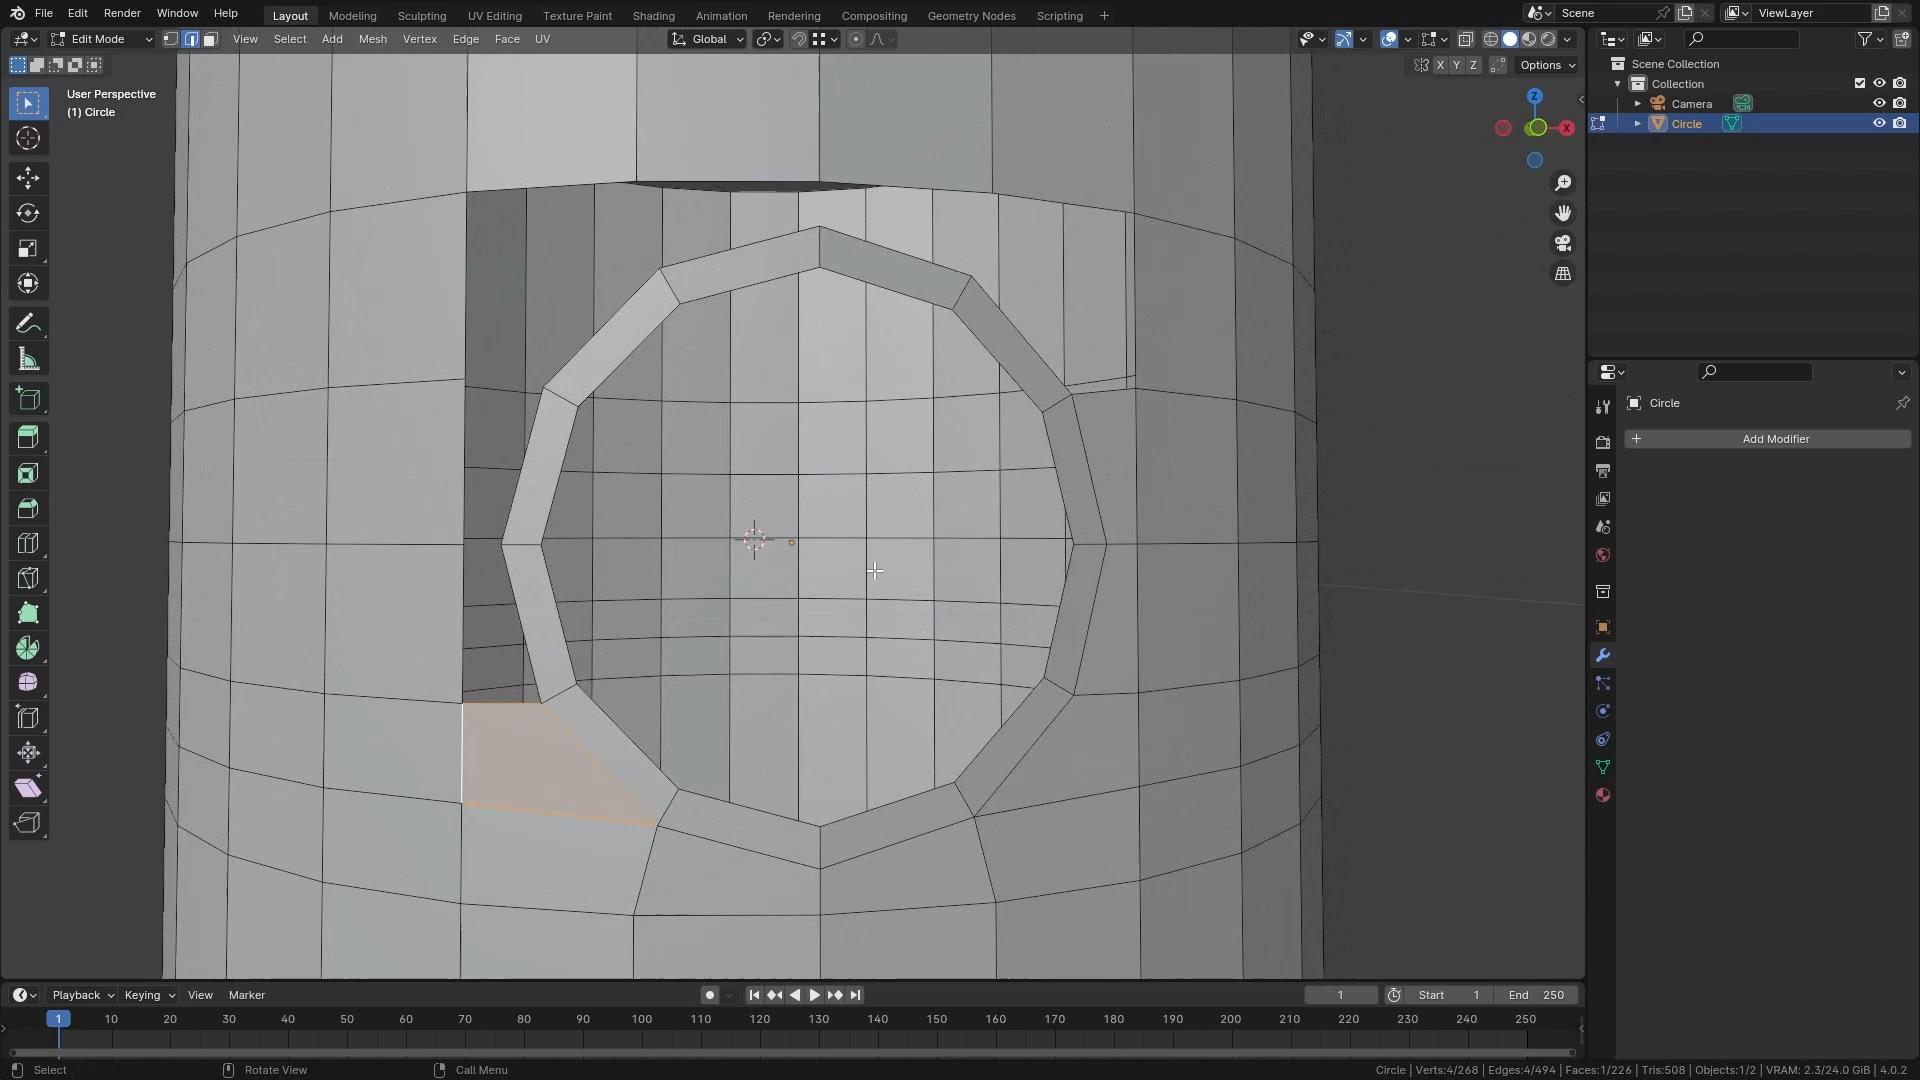 File Edit Render Window Help Layout Modeling Sculpting UV Editing Texture Paint Shading Animation Rendering Compositing Geometry Nodes Scripting + Scene ViewLayer
Edit Mode View Select Add Mesh Vertex Edge Face UV Global
X Y Z Options
User Perspective
(1) Circle
Z
X
Scene Collection
Collection
Camera
Circle
Circle
+ Add Modifier
Playback Keying View Marker 1 Start 1 End 250
1 10 20 30 40 50 60 70 80 90 100 110 120 130 140 150 160 170 180 190 200 210 220 230 240 250
Select Rotate View Call Menu Circle | Verts:4/268 | Edges:4/494 | Faces:1/226 | Tris:508 | Objects:1/2 | VRAM: 2.3/24.0 GiB | 4.0.2